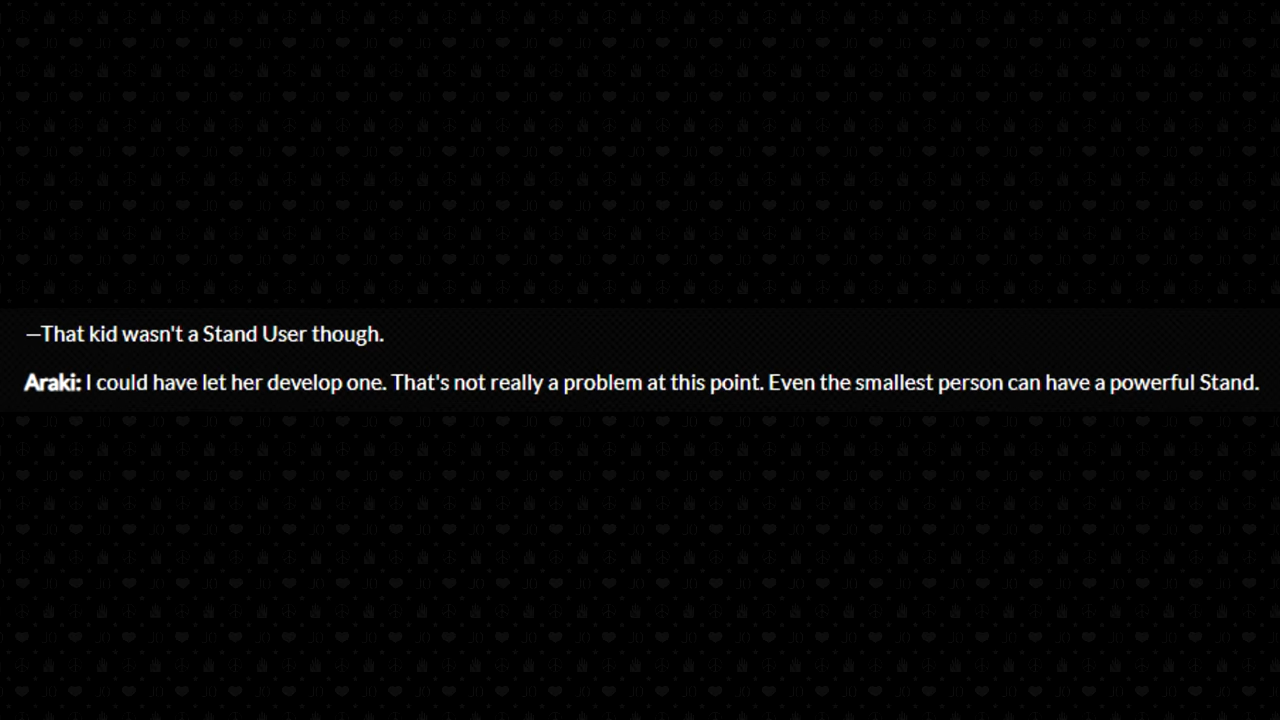 —That kid wasn't a Stand User though.
Araki: I could have let her develop one. That's not really a problem at this point. Even the smallest person can have a powerful Stand.